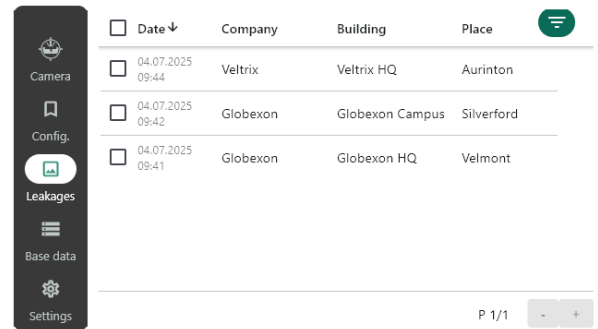 Camera
Config.
Leakages
Base data
Settings
Date Company Building Place
04.07.2025
09:44
Veltrix Veltrix HQ Aurinton
04.07.2025
09:42
Globexon Globexon Campus Silverford
04.07.2025
09:41
Globexon Globexon HQ Velmont
P 1/1 - +